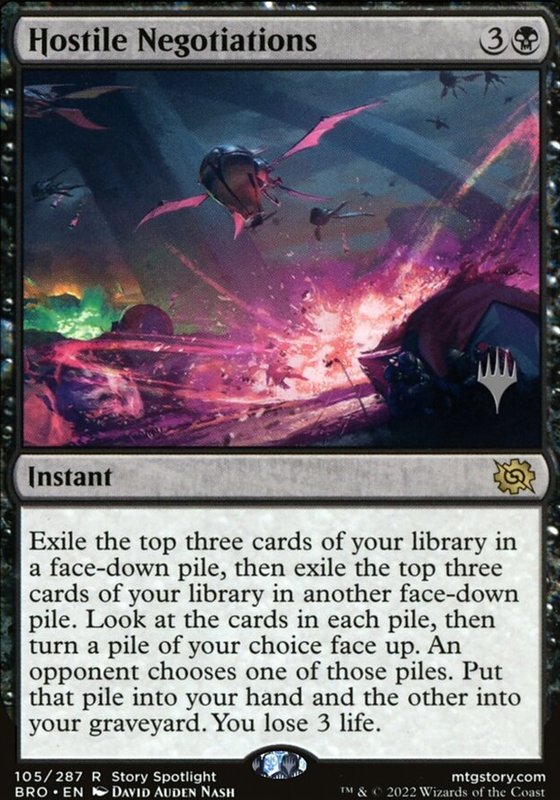 Hostile Negotiations 3
Instant
Exile the top three cards of your library in
a face-down pile, then exile the top three
cards of your library in another face-down
pile. Look at the cards in each pile, then
turn a pile of your choice face up. An
opponent chooses one of those piles. Put
that pile into your hand and the other into
your graveyard. You lose 3 life.
105/287 R Story Spotlight mtgstory.com
BRO • EN DAVID AUDEN NASH ™ & © 2022 Wizards of the Coast